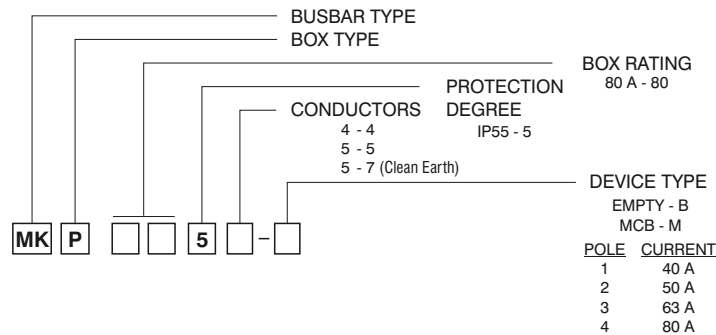 BUSBAR TYPE
BOX TYPE
BOX RATING
80 A - 80
PROTECTION
DEGREE
IP55 - 5
CONDUCTORS
4 - 4
5 - 5
5 - 7 (Clean Earth)
DEVICE TYPE
EMPTY - B
MCB - M
POLE CURRENT
1 40 A
2 50 A
3 63 A
4 80 A
MK P 5 -